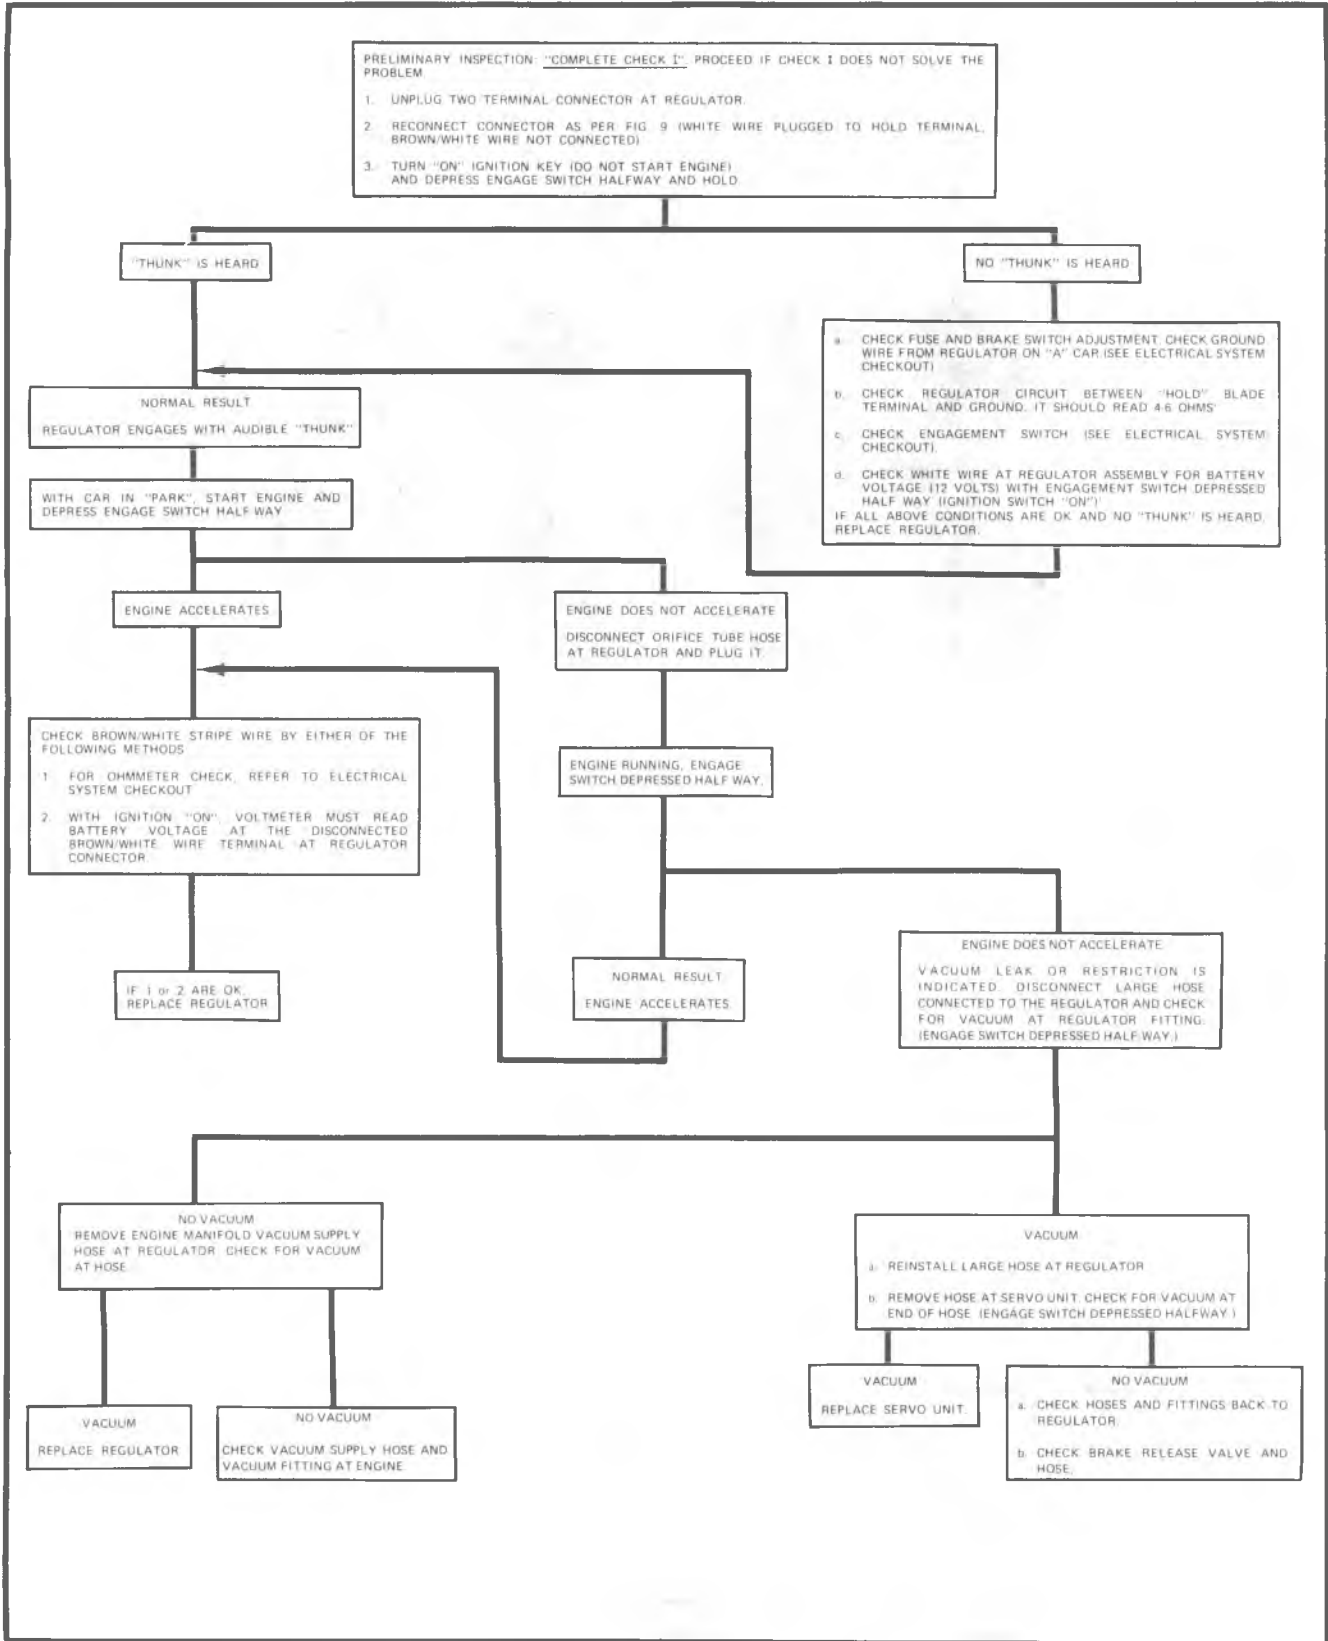 PRELIMINARY INSPECTION: "COMPLETE CHECK I". PROCEED IF CHECK I DOES NOT SOLVE THE
PROBLEM
1. UNPLUG TWO TERMINAL CONNECTOR AT REGULATOR.
2. RECONNECT CONNECTOR AS PER FIG. 9 (WHITE WIRE PLUGGED TO HOLD TERMINAL,
BROWN/WHITE WIRE NOT CONNECTED)
3. TURN "ON" IGNITION KEY (DO NOT START ENGINE)
AND DEPRESS ENGAGE SWITCH HALFWAY AND HOLD
"THUNK" IS HEARD
NO "THUNK" IS HEARD
a. CHECK FUSE AND BRAKE SWITCH ADJUSTMENT. CHECK GROUND
WIRE FROM REGULATOR ON "A" CAR (SEE ELECTRICAL SYSTEM
CHECKOUT)
b. CHECK REGULATOR CIRCUIT BETWEEN "HOLD" BLADE
TERMINAL AND GROUND. IT SHOULD READ 4-6 OHMS
c. CHECK ENGAGEMENT SWITCH (SEE ELECTRICAL SYSTEM
CHECKOUT).
d. CHECK WHITE WIRE AT REGULATOR ASSEMBLY FOR BATTERY
VOLTAGE (12 VOLTS) WITH ENGAGEMENT SWITCH DEPRESSED
HALF WAY (IGNITION SWITCH "ON")
IF ALL ABOVE CONDITIONS ARE OK AND NO "THUNK" IS HEARD,
REPLACE REGULATOR.
NORMAL RESULT
REGULATOR ENGAGES WITH AUDIBLE "THUNK"
WITH CAR IN "PARK", START ENGINE AND
DEPRESS ENGAGE SWITCH HALF WAY
ENGINE ACCELERATES
ENGINE DOES NOT ACCELERATE
DISCONNECT ORIFICE TUBE HOSE
AT REGULATOR AND PLUG IT.
CHECK BROWN/WHITE STRIPE WIRE BY EITHER OF THE
FOLLOWING METHODS
1 FOR OHMMETER CHECK, REFER TO ELECTRICAL
SYSTEM CHECKOUT
2. WITH IGNITION "ON", VOLTMETER MUST READ
BATTERY VOLTAGE AT THE DISCONNECTED
BROWN/WHITE WIRE TERMINAL AT REGULATOR
CONNECTOR
ENGINE RUNNING, ENGAGE
SWITCH DEPRESSED HALF WAY.
IF 1 or 2 ARE OK,
REPLACE REGULATOR
NORMAL RESULT
ENGINE ACCELERATES
ENGINE DOES NOT ACCELERATE
VACUUM LEAK OR RESTRICTION IS
INDICATED. DISCONNECT LARGE HOSE
CONNECTED TO THE REGULATOR AND CHECK
FOR VACUUM AT REGULATOR FITTING.
(ENGAGE SWITCH DEPRESSED HALF WAY.)
NO VACUUM
REMOVE ENGINE MANIFOLD VACUUM SUPPLY
HOSE AT REGULATOR. CHECK FOR VACUUM
AT HOSE
VACUUM
a. REINSTALL LARGE HOSE AT REGULATOR
b. REMOVE HOSE AT SERVO UNIT. CHECK FOR VACUUM AT
END OF HOSE (ENGAGE SWITCH DEPRESSED HALFWAY.)
VACUUM
REPLACE REGULATOR
NO VACUUM
CHECK VACUUM SUPPLY HOSE AND
VACUUM FITTING AT ENGINE
VACUUM
REPLACE SERVO UNIT.
NO VACUUM
a. CHECK HOSES AND FITTINGS BACK TO
REGULATOR.
b. CHECK BRAKE RELEASE VALVE AND
HOSE.